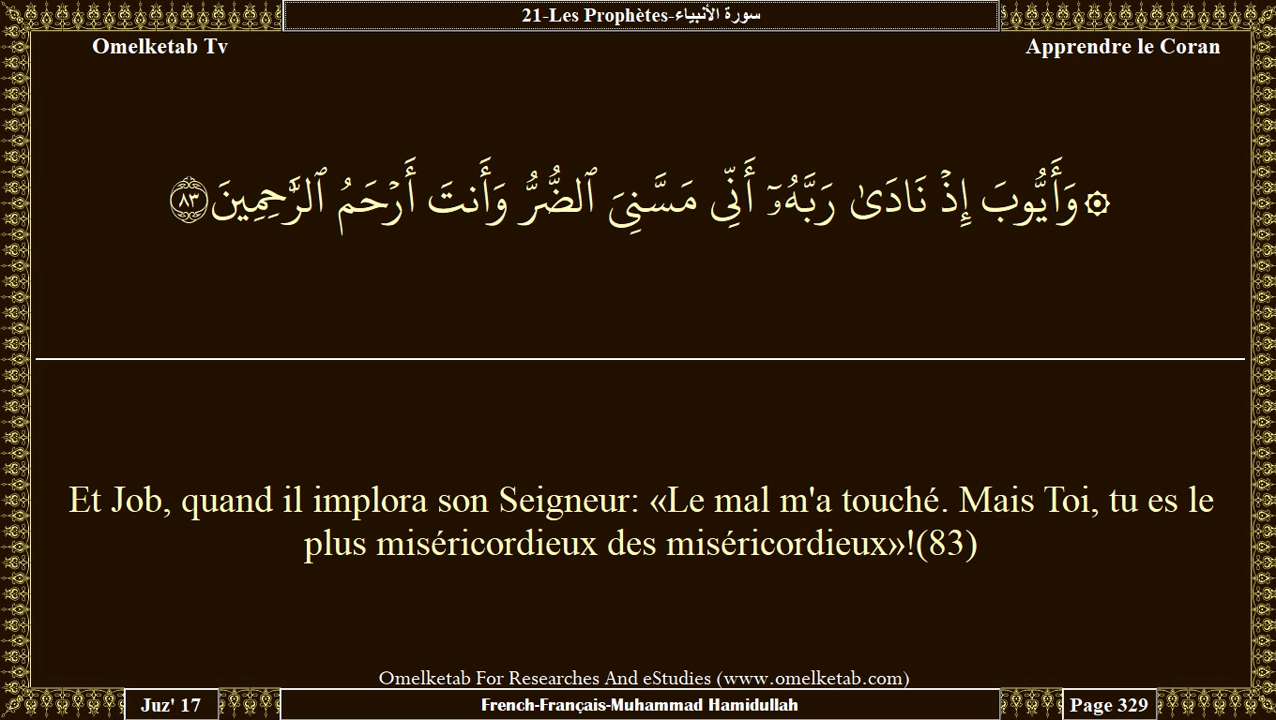 21-Les Prophètes-سورة الأنبياء
Omelketab Tv
Apprendre le Coran
۞ وَأَيُّوبَ إِذۡ نَادَىٰ رَبَّهُۥٓ أَنِّي مَسَّنِيَ ٱلضُّرُّ وَأَنتَ أَرۡحَمُ ٱلرَّٰحِمِينَ ٨٣
Et Job, quand il implora son Seigneur: «Le mal m'a touché. Mais Toi, tu es le
plus miséricordieux des miséricordieux»!(83)
Omelketab For Researches And eStudies (www.omelketab.com)
Juz' 17
French-Français-Muhammad Hamidullah
Page 329